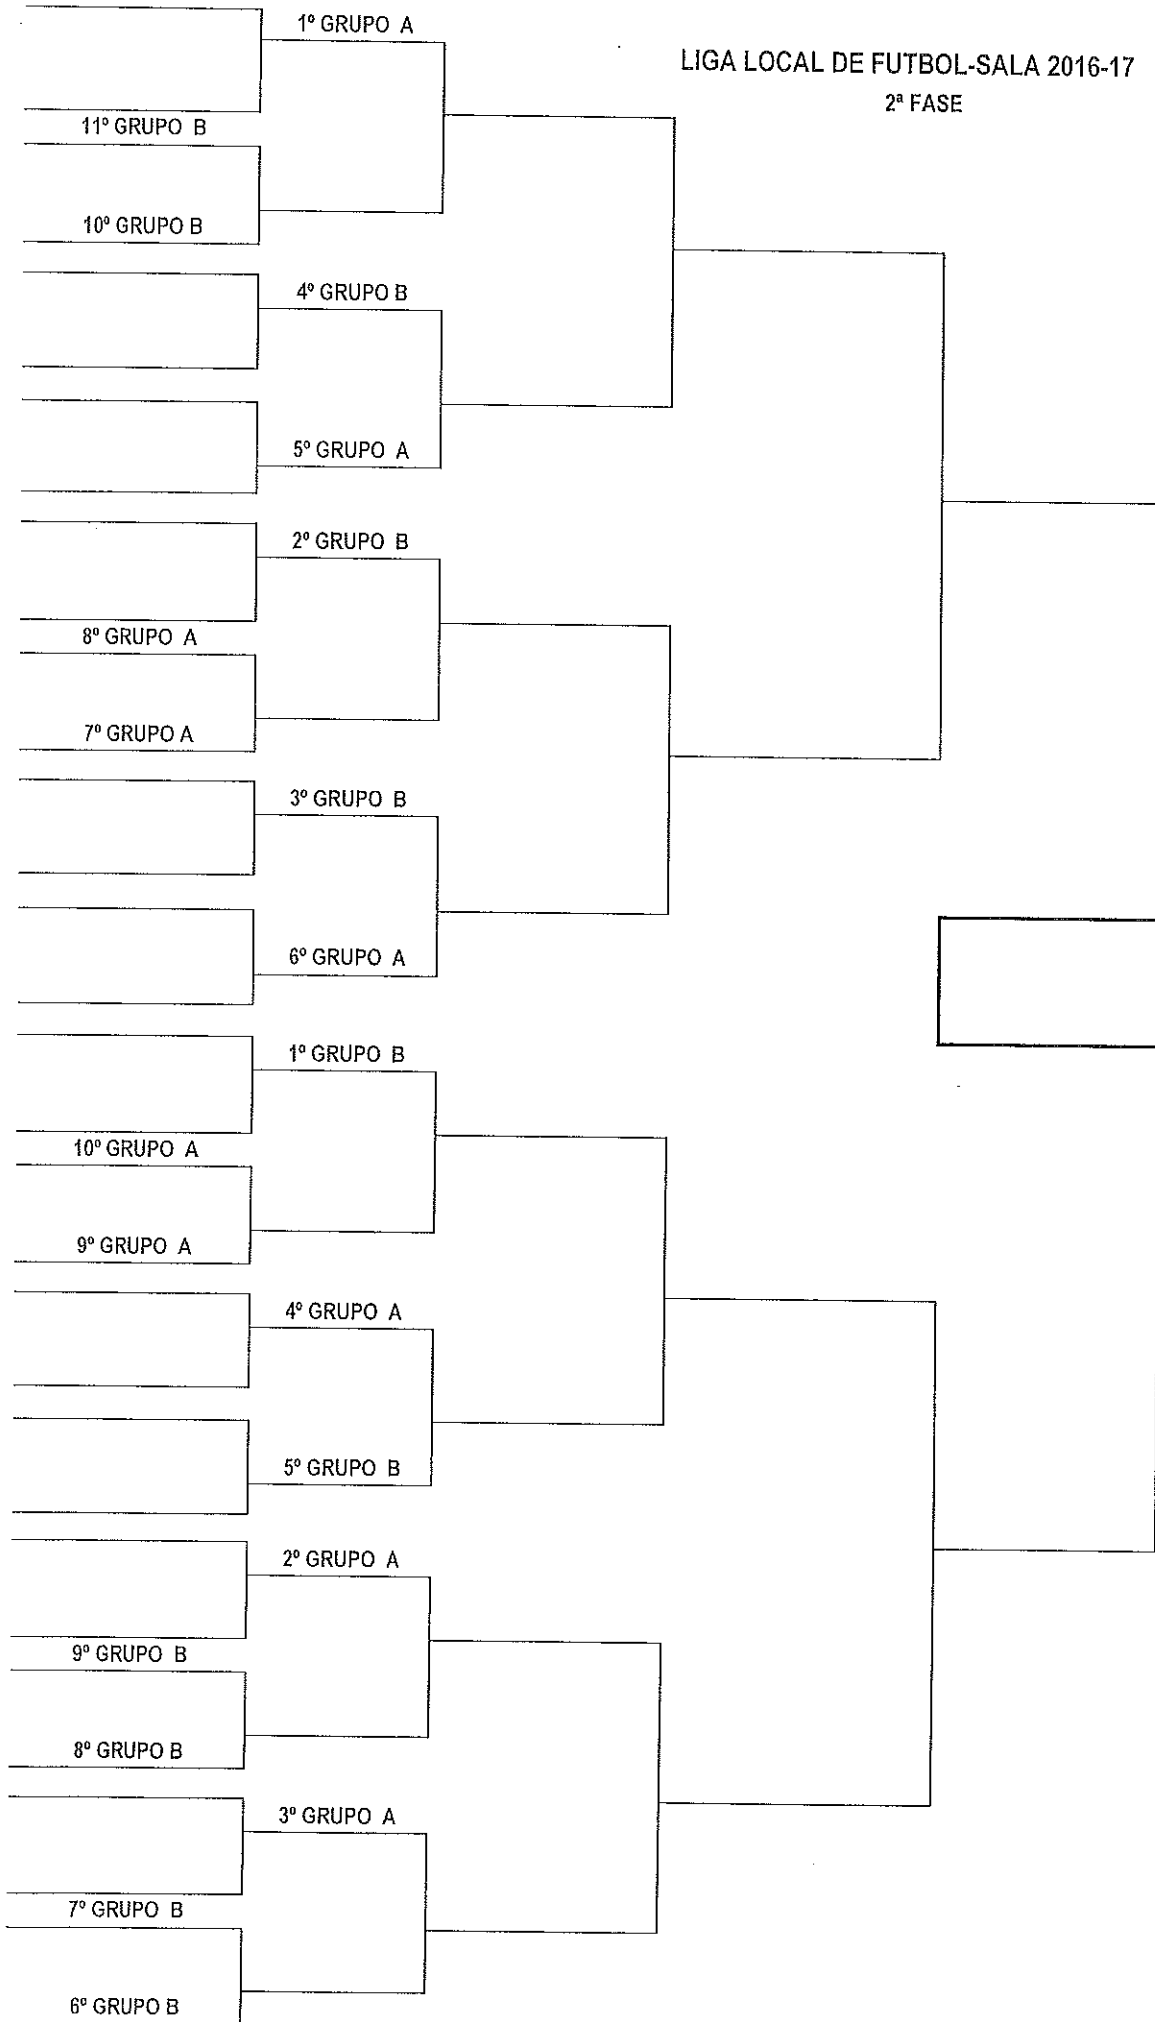 1º GRUPO A
LIGA LOCAL DE FUTBOL-SALA 2016-17
2ª FASE
11º GRUPO B
10º GRUPO B
4º GRUPO B
5º GRUPO A
2º GRUPO B
8º GRUPO A
7º GRUPO A
3º GRUPO B
6º GRUPO A
1º GRUPO B
10º GRUPO A
9º GRUPO A
4º GRUPO A
5º GRUPO B
2º GRUPO A
9º GRUPO B
8º GRUPO B
3º GRUPO A
7º GRUPO B
6º GRUPO B